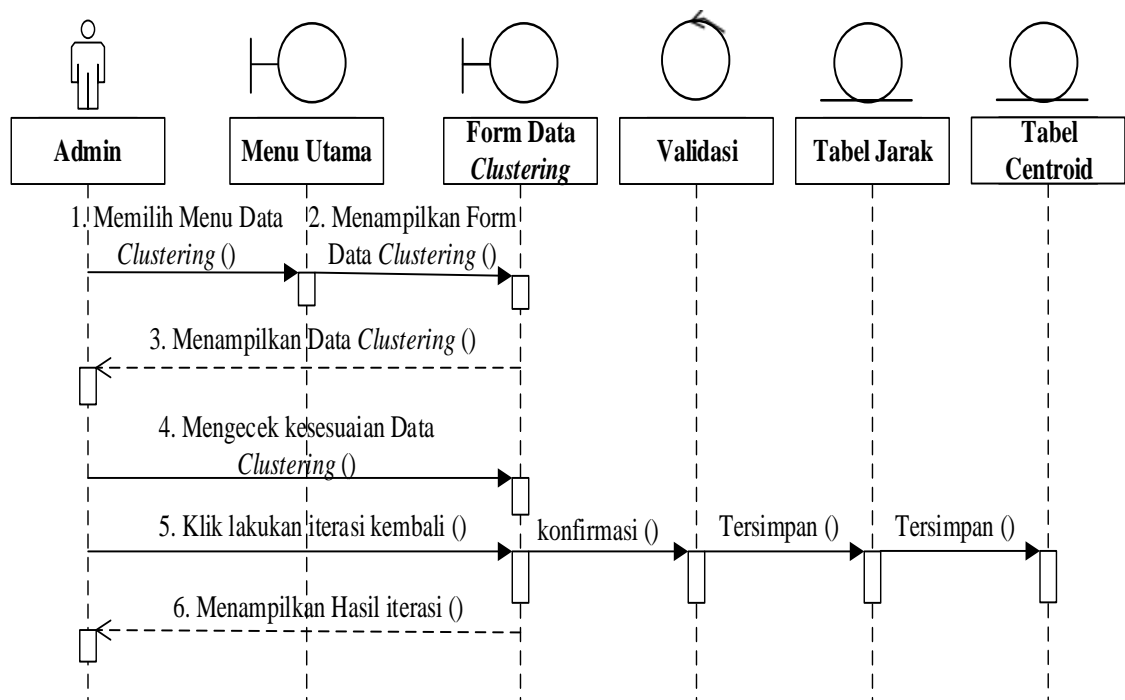 Admin
Menu Utama
Form Data
Clustering
Validasi
Tabel Jarak
Tabel
Centroid
1. Memilih Menu Data
Clustering ()
2. Menampilkan Form
Data Clustering ()
3. Menampilkan Data Clustering ()
4. Mengecek kesesuaian Data
Clustering ()
5. Klik lakukan iterasi kembali ()
konfirmasi ()
Tersimpan ()
Tersimpan ()
6. Menampilkan Hasil iterasi ()